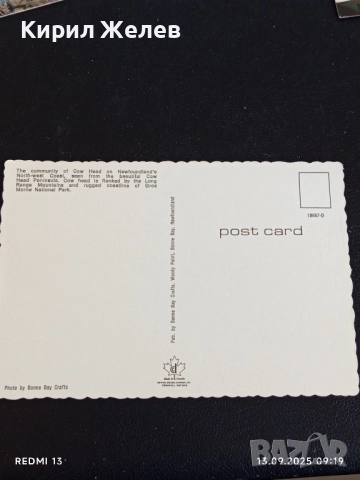 Кирил Желев
The community of Cow Head on Newfoundland's
North-west Coast, seen from the beautiful Cow
Head Peninsula. Cow head is flanked by the Long
Range Mountains and rugged coastline of Gros
Morne National Park.
post card
Pub. by Bonne Bay Crafts, Woody Point, Bonne Bay, Newfoundland
Photo by Bonne Bay Crafts
REDMI 13
13.09.2025 09:19
BAZAR